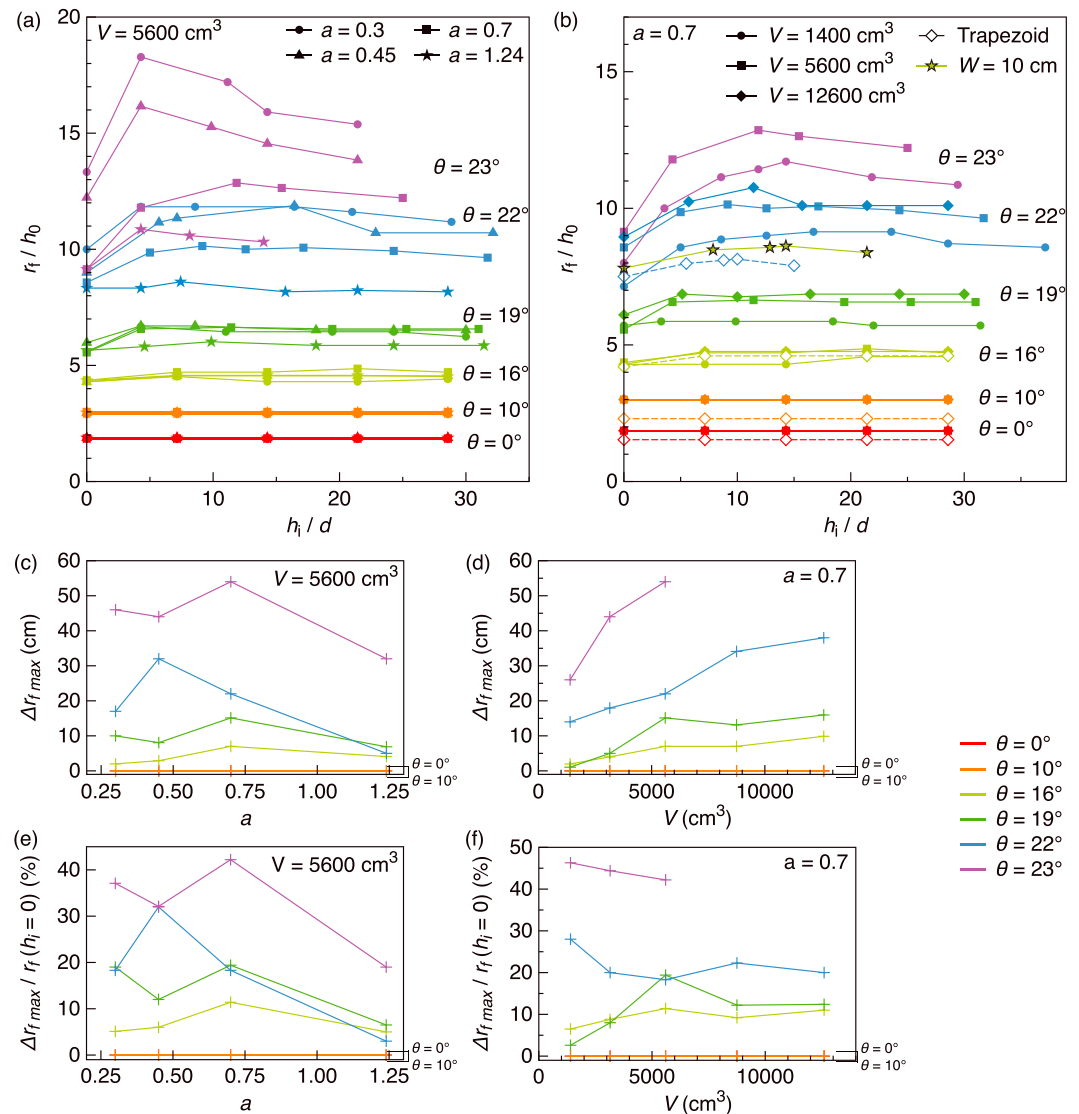 (a)
V = 5600 cm³
a = 0.3
a = 0.7
a = 0.45
a = 1.24
20
15
10
5
0
r_f / h_0
θ = 23°
θ = 22°
θ = 19°
θ = 16°
θ = 10°
θ = 0°
0 10 20 30
h_i / d
(b)
a = 0.7
V = 1400 cm³
Trapezoid
V = 5600 cm³
W = 10 cm
V = 12600 cm³
15
10
5
0
r_f / h_0
θ = 23°
θ = 22°
θ = 19°
θ = 16°
θ = 10°
θ = 0°
0 10 20 30
h_i / d
(c)
V = 5600 cm³
60
50
40
30
20
10
0
Δr_f max (cm)
θ = 0°
θ = 10°
0.25 0.50 0.75 1.00 1.25
a
(d)
a = 0.7
60
50
40
30
20
10
0
Δr_f max (cm)
θ = 0°
θ = 10°
0 5000 10000
V (cm³)
(e)
V = 5600 cm³
40
30
20
10
0
Δr_f max / r_f (h_i = 0) (%)
θ = 0°
θ = 10°
0.25 0.50 0.75 1.00 1.25
a
(f)
a = 0.7
50
40
30
20
10
0
Δr_f max / r_f (h_i = 0) (%)
θ = 0°
θ = 10°
0 5000 10000
V (cm³)
θ = 0°
θ = 10°
θ = 16°
θ = 19°
θ = 22°
θ = 23°